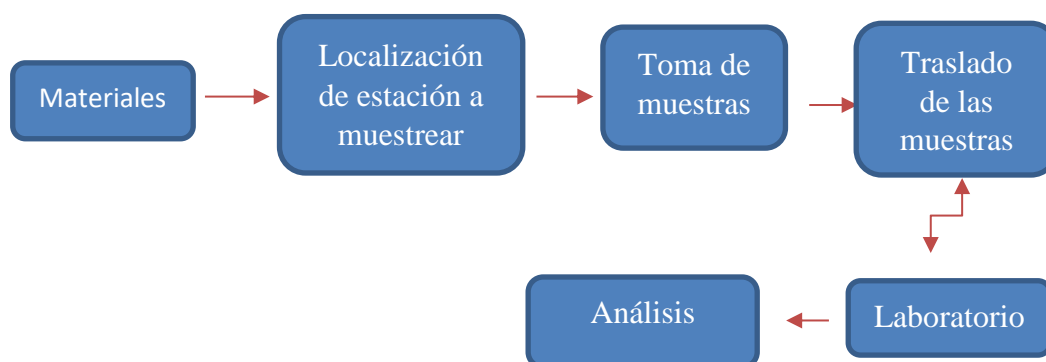 Materiales
Localización
de estación a
muestrear
Toma de
muestras
Traslado
de las
muestras
Análisis
Laboratorio